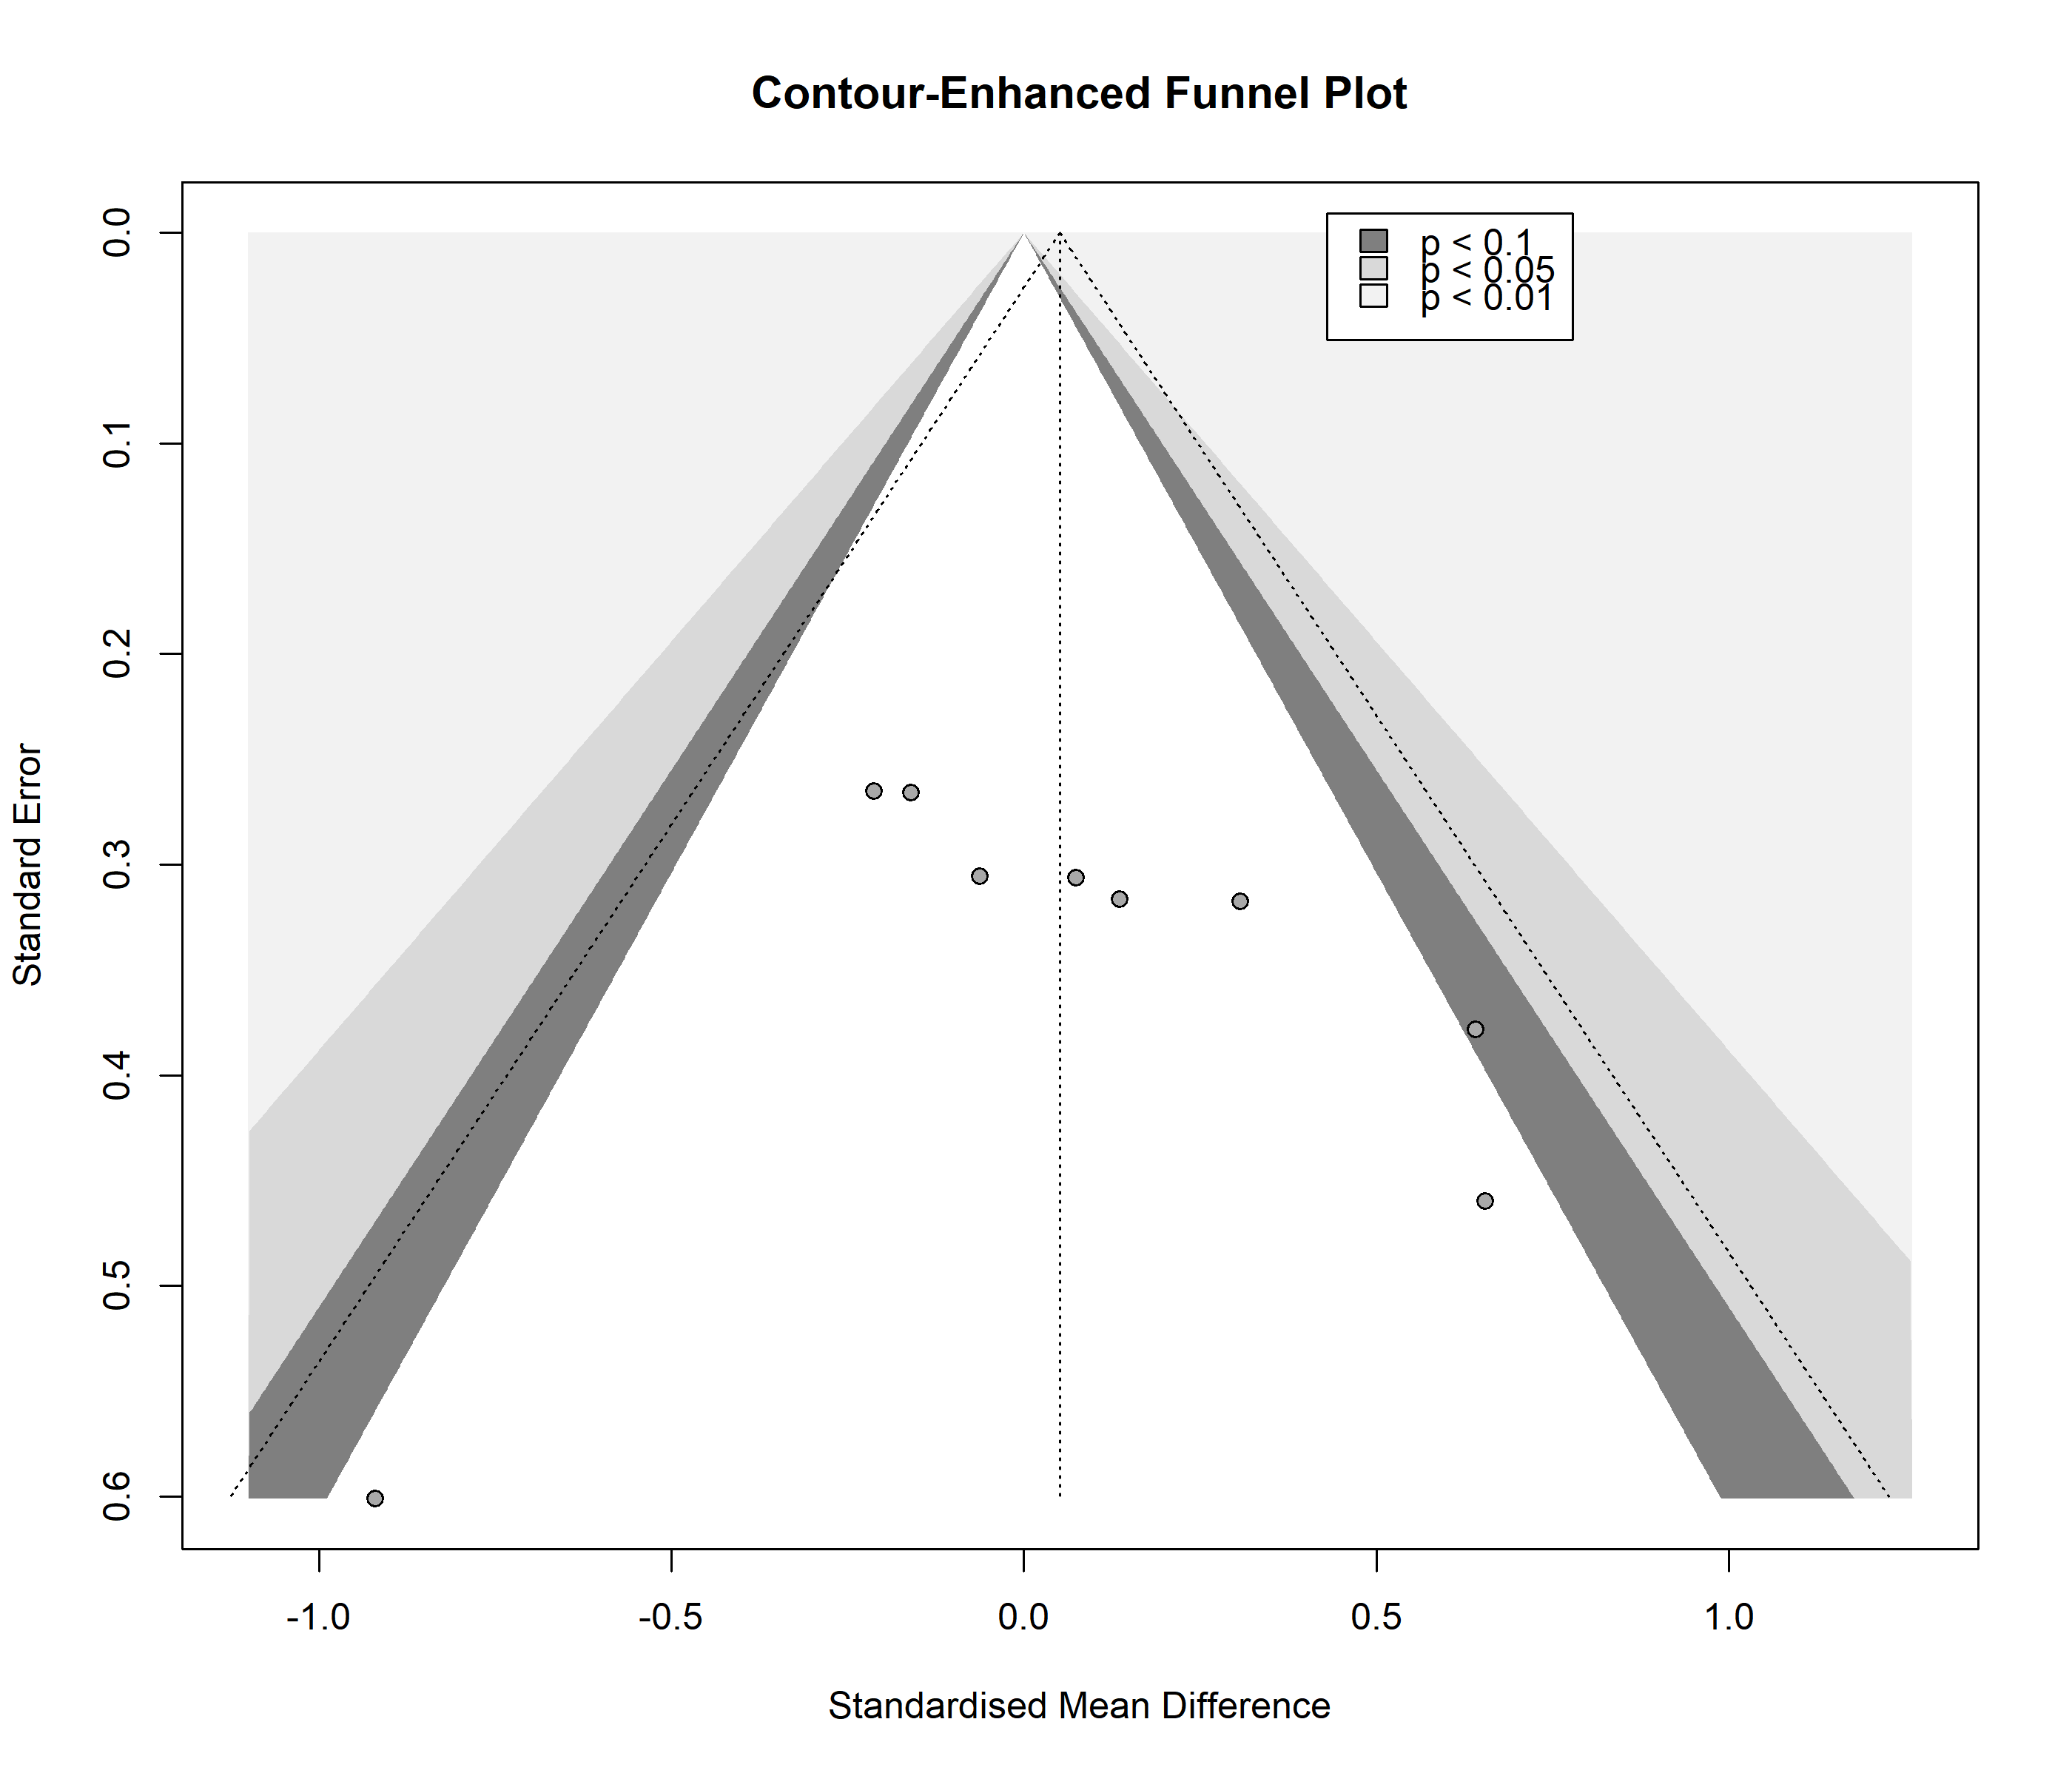 Contour-Enhanced Funnel Plot
p < 0.1
p < 0.05
p < 0.01
0.0
0.1
0.2
0.3
0.4
0.5
0.6
Standard Error
-1.0
-0.5
0.0
0.5
1.0
Standardised Mean Difference